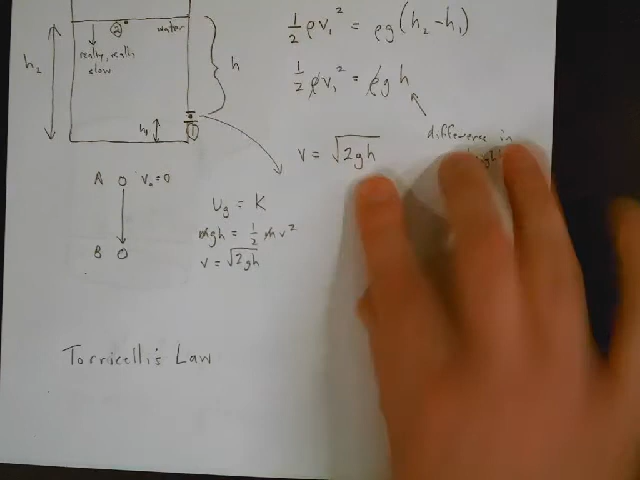 ② water
really, really
slow
h₂
h
h₁
①
½ρv₁² = ρg(h₂-h₁)
½ρv₁² = ρgh
difference in
v = √2gh
A v₀=0
B
Ug = K
mgh = ½mv²
v = √2gh
Torricelli's Law